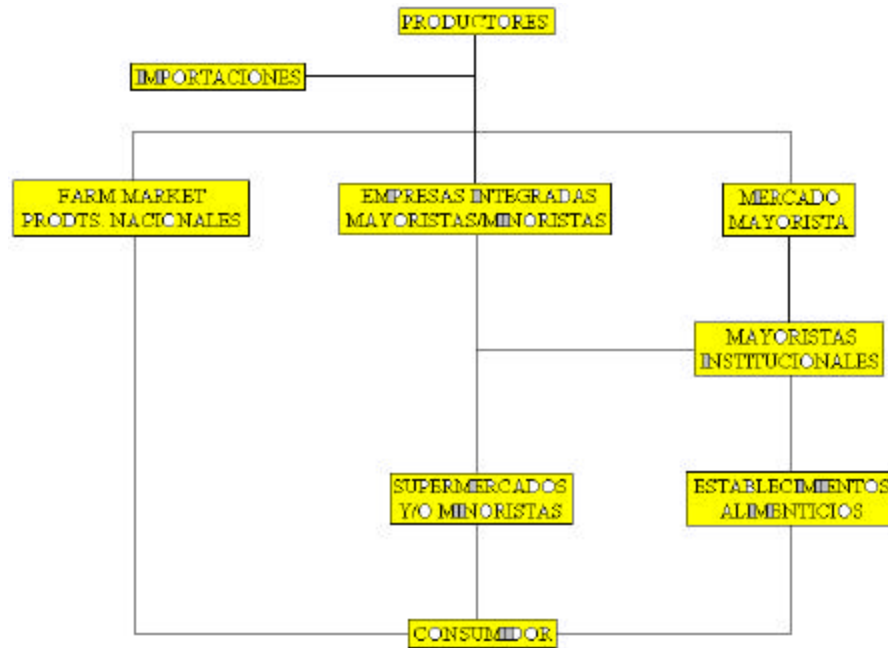 PRODUCTORES
IMPORTACIONES
FARM MARKET
PRODTS. NACIONALES
EMPRESAS INTEGRADAS
MAYORISTAS/MINORISTAS
MERCADO
MAYORISTA
MAYORISTAS
INSTITUCIONALES
SUPERMERCADOS
Y/O MINORISTAS
ESTABLECIMIENTOS
ALIMENTICIOS
CONSUMIDOR